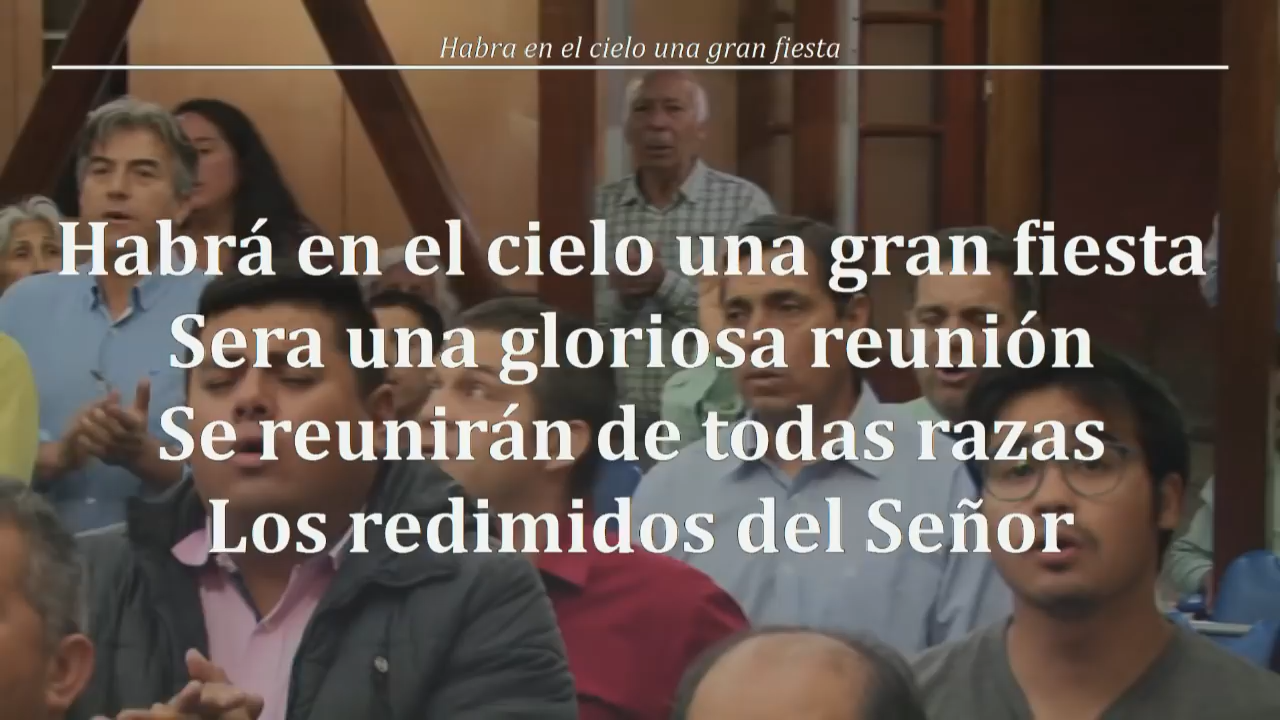 Habra en el cielo una gran fiesta
Habrá en el cielo una gran fiesta
Sera una gloriosa reunión
Se reunirán de todas razas
Los redimidos del Señor